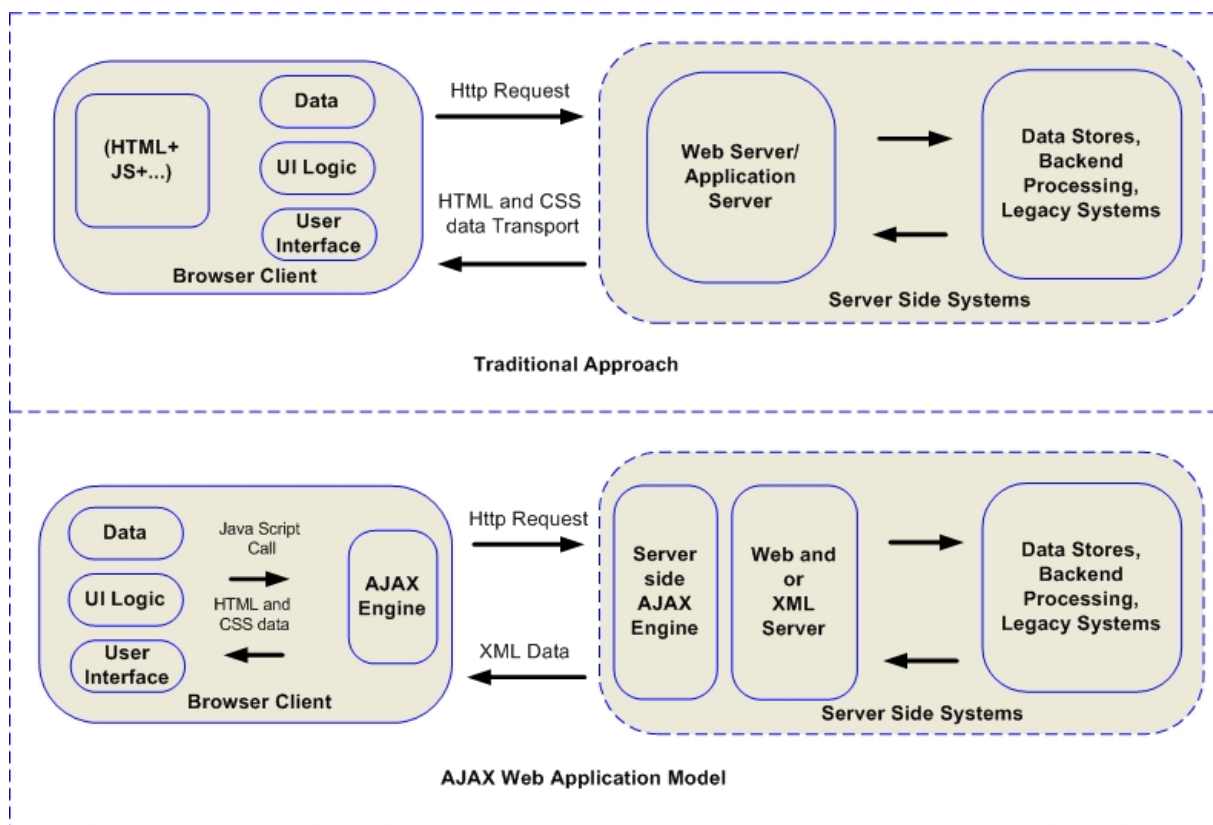 Data
(HTML+
JS+...)
UI Logic
User
Interface
Browser Client
Http Request
HTML and CSS
data Transport
Web Server/
Application
Server
Data Stores,
Backend
Processing,
Legacy Systems
Server Side Systems
Traditional Approach
Data
UI Logic
User
Interface
Java Script
Call
HTML and
CSS data
AJAX
Engine
Browser Client
Http Request
XML Data
Server
side
AJAX
Engine
Web and
or
XML
Server
Data Stores,
Backend
Processing,
Legacy Systems
Server Side Systems
AJAX Web Application Model